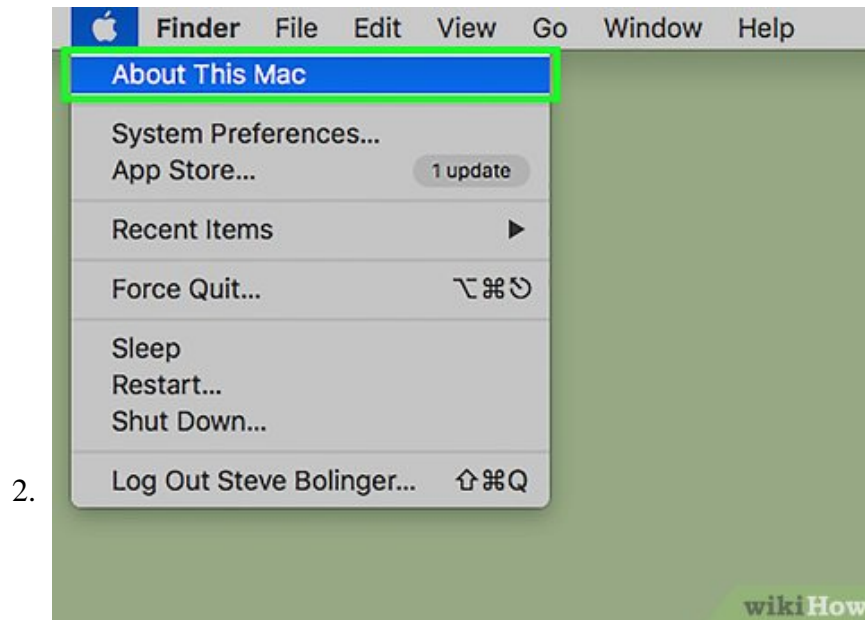 Finder File Edit View Go Window Help
About This Mac
System Preferences...
App Store... 1 update
Recent Items ▶
Force Quit... ⌥⌘⎋
Sleep
Restart...
Shut Down...
Log Out Steve Bolinger... ⇧⌘Q
2.
wikiHow